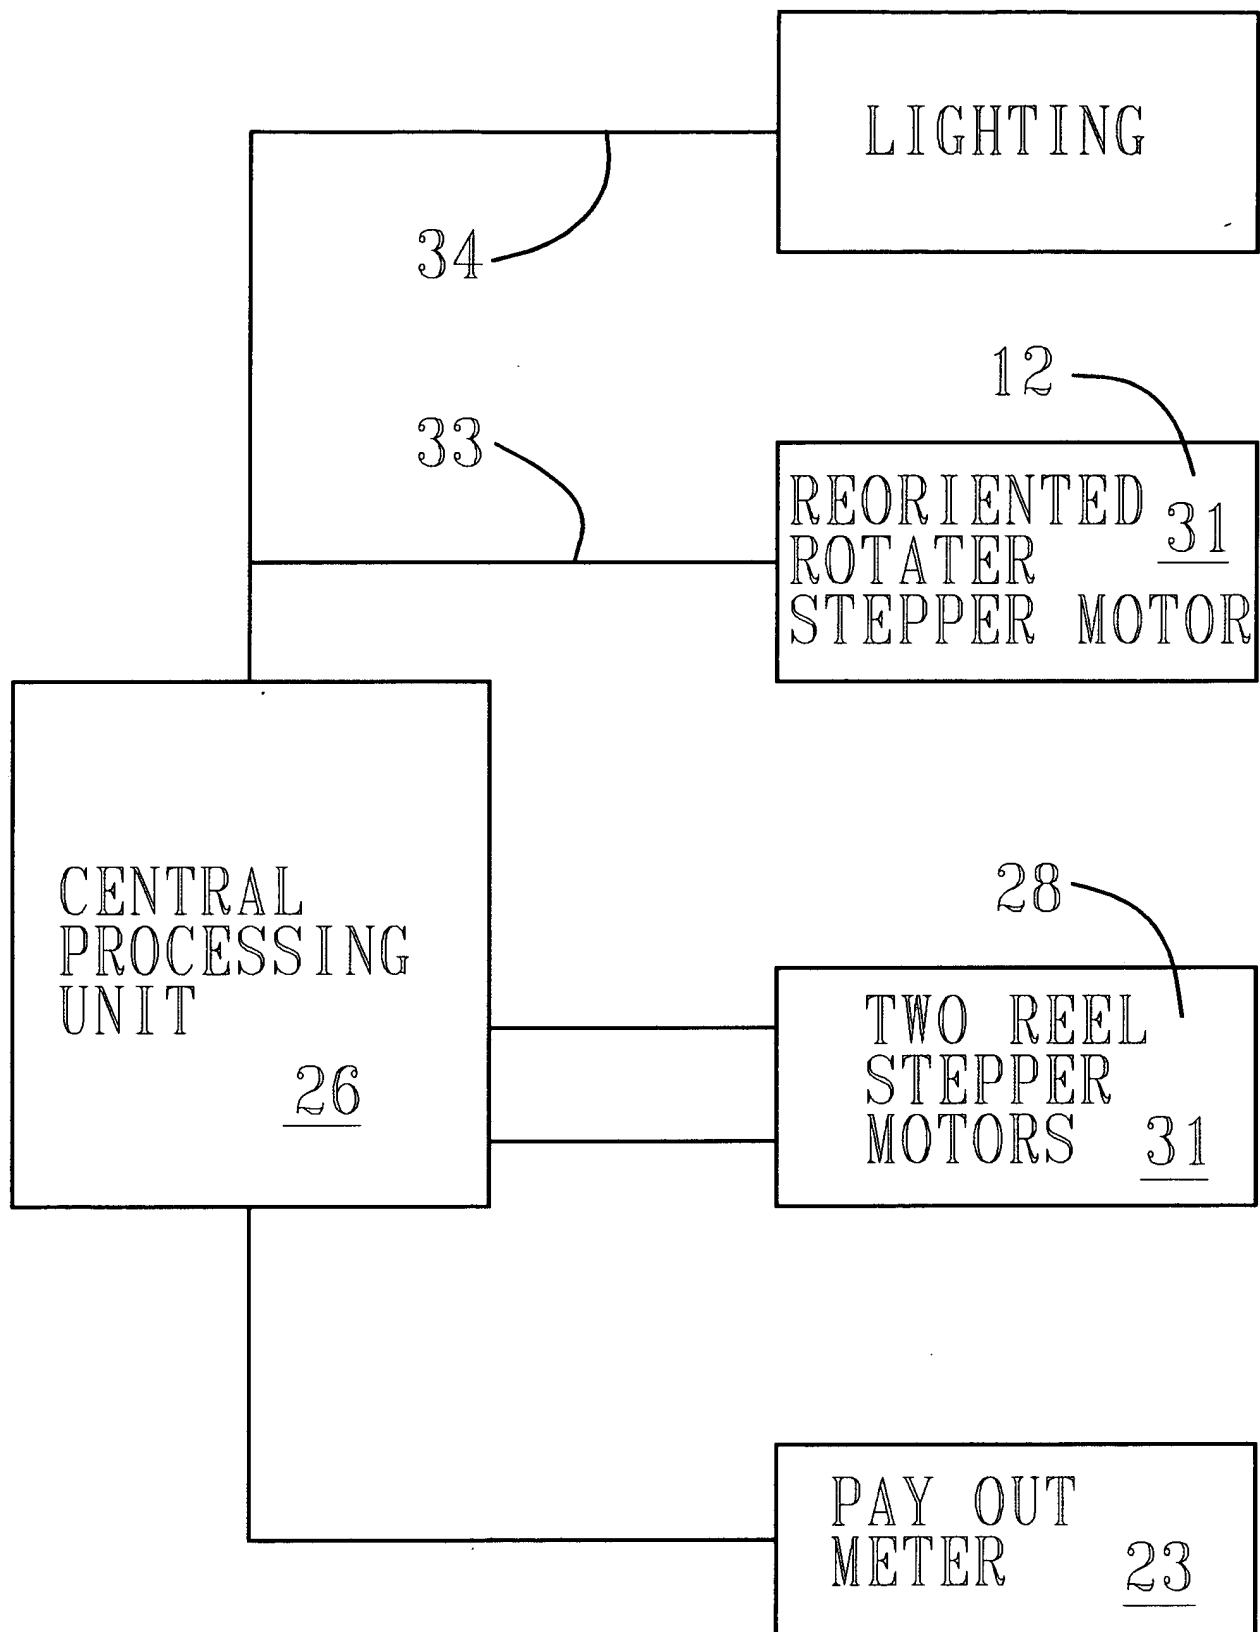 LIGHTING
34
12
33
REORIENTED 31
ROTATER
STEPPER MOTOR
CENTRAL
PROCESSING
UNIT
26
28
TWO REEL
STEPPER
MOTORS 31
PAY OUT
METER 23